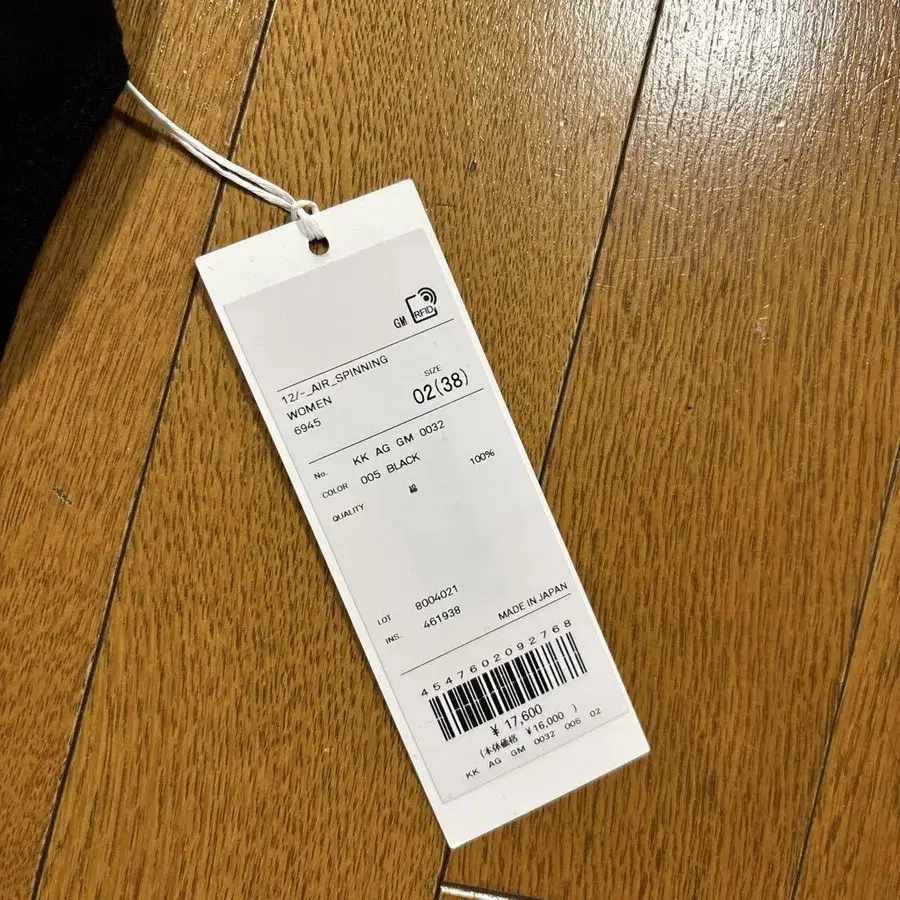 GM RFID
12/-_AIR_SPINNING
WOMEN
6945
SIZE
02(38)
No. KK AG GM 0032
COLOR 005 BLACK
QUALITY 綿 100%
LOT 8004021
INS. 461938
MADE IN JAPAN
4547602092768
¥ 17,600
(本体価格 ¥16,000 )
KK AG GM 0032 005 02